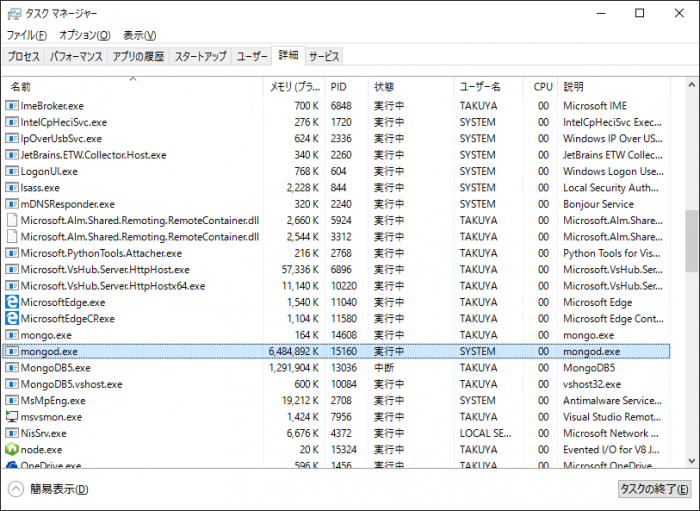 タスク マネージャー
ファイル(F) オプション(O) 表示(V)
プロセス パフォーマンス アプリの履歴 スタートアップ ユーザー 詳細 サービス
名前 メモリ (プラ... PID 状態 ユーザー名 CPU 説明
ImeBroker.exe 700 K 6848 実行中 TAKUYA 00 Microsoft IME
IntelCpHeciSvc.exe 276 K 1720 実行中 SYSTEM 00 IntelCpHeciSvc Exec...
IpOverUsbSvc.exe 624 K 2336 実行中 SYSTEM 00 Windows IP Over US...
JetBrains.ETW.Collector.Host.exe 340 K 2260 実行中 SYSTEM 00 JetBrains ETW Collec...
LogonUI.exe 768 K 604 実行中 SYSTEM 00 Windows Logon Use...
lsass.exe 2,228 K 844 実行中 SYSTEM 00 Local Security Auth...
mDNSResponder.exe 320 K 2240 実行中 SYSTEM 00 Bonjour Service
Microsoft.Alm.Shared.Remoting.RemoteContainer.dll 2,660 K 5924 実行中 TAKUYA 00 Microsoft.Alm.Share...
Microsoft.Alm.Shared.Remoting.RemoteContainer.dll 2,544 K 3312 実行中 TAKUYA 00 Microsoft.Alm.Share...
Microsoft.PythonTools.Attacher.exe 216 K 2768 実行中 TAKUYA 00 Python Tools for Vis...
Microsoft.VsHub.Server.HttpHost.exe 57,336 K 6896 実行中 TAKUYA 00 Microsoft.VsHub.Ser...
Microsoft.VsHub.Server.HttpHostx64.exe 11,140 K 10220 実行中 TAKUYA 00 Microsoft.VsHub.Ser...
MicrosoftEdge.exe 1,540 K 11040 実行中 TAKUYA 00 Microsoft Edge
MicrosoftEdgeCP.exe 1,104 K 11580 実行中 TAKUYA 00 Microsoft Edge Cont...
mongo.exe 164 K 14608 実行中 TAKUYA 00 mongo.exe
mongod.exe 6,484,892 K 15160 実行中 SYSTEM 00 mongod.exe
MongoDB5.exe 1,291,904 K 13036 中断 TAKUYA 00 MongoDB5
MongoDB5.vshost.exe 600 K 10084 実行中 TAKUYA 00 vshost32.exe
MsMpEng.exe 19,212 K 2708 実行中 SYSTEM 00 Antimalware Service...
msvsmon.exe 1,424 K 7956 実行中 TAKUYA 00 Visual Studio Remot...
NisSrv.exe 6,676 K 4372 実行中 LOCAL SE... 00 Microsoft Network ...
node.exe 20 K 15324 実行中 TAKUYA 00 Evented I/O for V8 J...
OneDrive.exe 596 K 1456 実行中 TAKUYA 00 Microsoft OneDrive
簡易表示(D) タスクの終了(E)